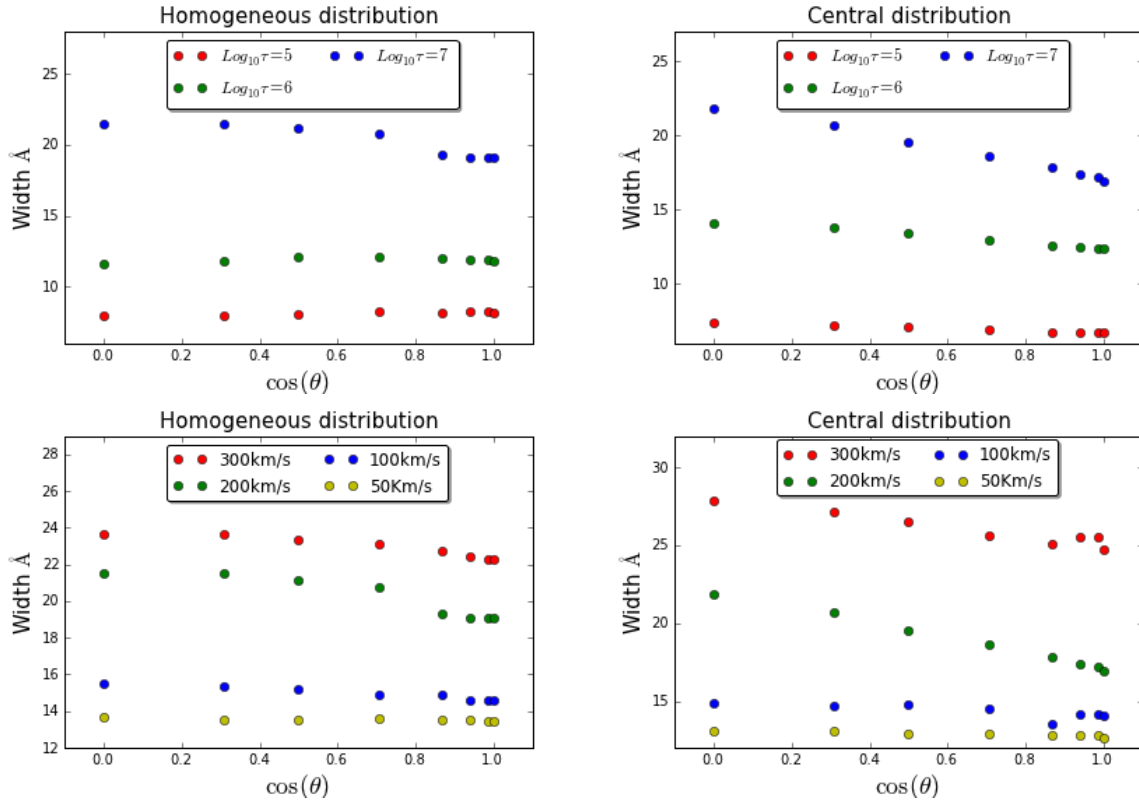 Homogeneous distribution
Log₁₀τ=5 Log₁₀τ=7
Log₁₀τ=6
25
20
15
10
Width Å
0.0 0.2 0.4 0.6 0.8 1.0
cos(θ)
Central distribution
Log₁₀τ=5 Log₁₀τ=7
Log₁₀τ=6
25
20
15
10
Width Å
0.0 0.2 0.4 0.6 0.8 1.0
cos(θ)
Homogeneous distribution
300km/s 100km/s
200km/s 50Km/s
28
26
24
22
20
18
16
14
12
Width Å
0.0 0.2 0.4 0.6 0.8 1.0
cos(θ)
Central distribution
300km/s 100km/s
200km/s 50Km/s
30
25
20
15
Width Å
0.0 0.2 0.4 0.6 0.8 1.0
cos(θ)